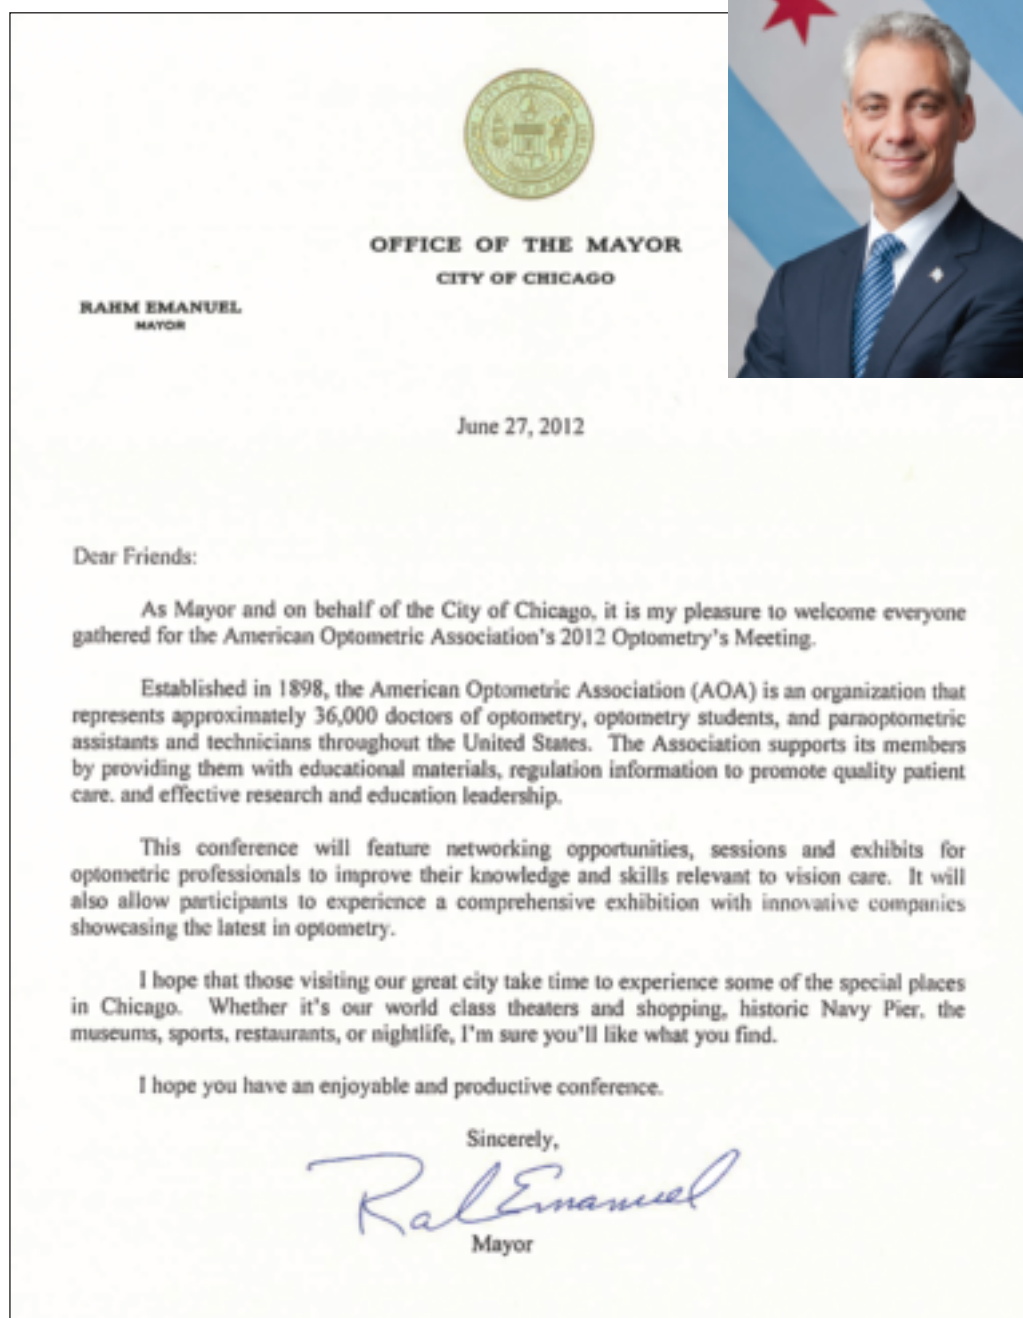 CITY OF CHICAGO
OFFICE OF THE MAYOR
CITY OF CHICAGO
RAHM EMANUEL
MAYOR
June 27, 2012
Dear Friends:
As Mayor and on behalf of the City of Chicago, it is my pleasure to welcome everyone
gathered for the American Optometric Association's 2012 Optometry's Meeting.
Established in 1898, the American Optometric Association (AOA) is an organization that
represents approximately 36,000 doctors of optometry, optometry students, and paraoptometric
assistants and technicians throughout the United States. The Association supports its members
by providing them with educational materials, regulation information to promote quality patient
care. and effective research and education leadership.
This conference will feature networking opportunities, sessions and exhibits for
optometric professionals to improve their knowledge and skills relevant to vision care. It will
also allow participants to experience a comprehensive exhibition with innovative companies
showcasing the latest in optometry.
I hope that those visiting our great city take time to experience some of the special places
in Chicago. Whether it's our world class theaters and shopping, historic Navy Pier, the
museums, sports, restaurants, or nightlife, I'm sure you'll like what you find.
I hope you have an enjoyable and productive conference.
Sincerely,
Rahm Emanuel
Mayor